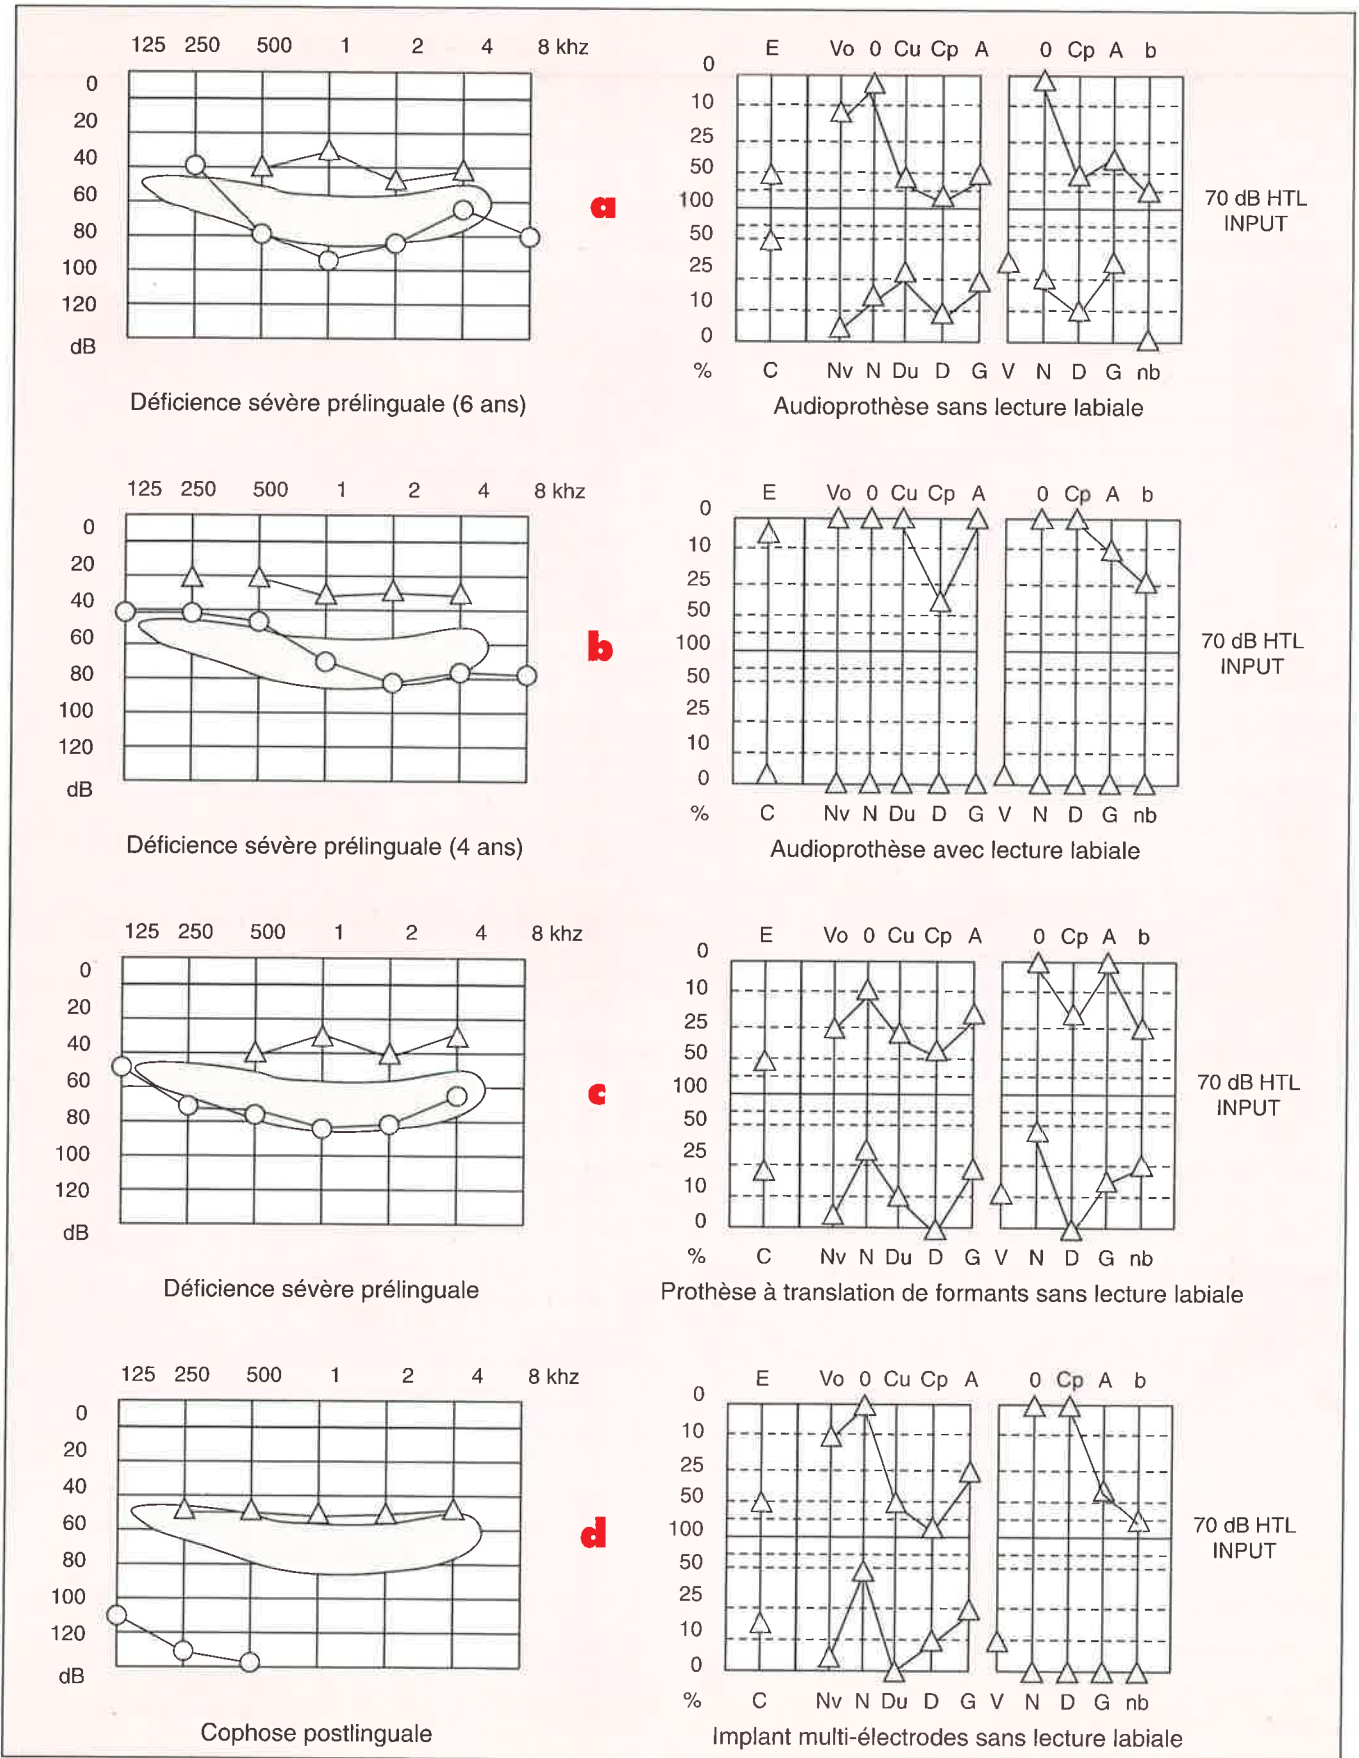 125 250 500 1 2 4 8 khz
0
20
40
60
80
100
120
dB
Déficience sévère prélinguale (6 ans)
a
E Vo 0 Cu Cp A 0 Cp A b
0
10
25
50
100
50
25
10
0
% C Nv N Du D G V N D G nb
Audioprothèse sans lecture labiale
70 dB HTL
INPUT
125 250 500 1 2 4 8 khz
0
20
40
60
80
100
120
dB
Déficience sévère prélinguale (4 ans)
b
E Vo 0 Cu Cp A 0 Cp A b
0
10
25
50
100
50
25
10
0
% C Nv N Du D G V N D G nb
Audioprothèse avec lecture labiale
70 dB HTL
INPUT
125 250 500 1 2 4 8 khz
0
20
40
60
80
100
120
dB
Déficience sévère prélinguale
c
E Vo 0 Cu Cp A 0 Cp A b
0
10
25
50
100
50
25
10
0
% C Nv N Du D G V N D G nb
Prothèse à translation de formants sans lecture labiale
70 dB HTL
INPUT
125 250 500 1 2 4 8 khz
0
20
40
60
80
100
120
dB
Cophose postlinguale
d
E Vo 0 Cu Cp A 0 Cp A b
0
10
25
50
100
50
25
10
0
% C Nv N Du D G V N D G nb
Implant multi-électrodes sans lecture labiale
70 dB HTL
INPUT